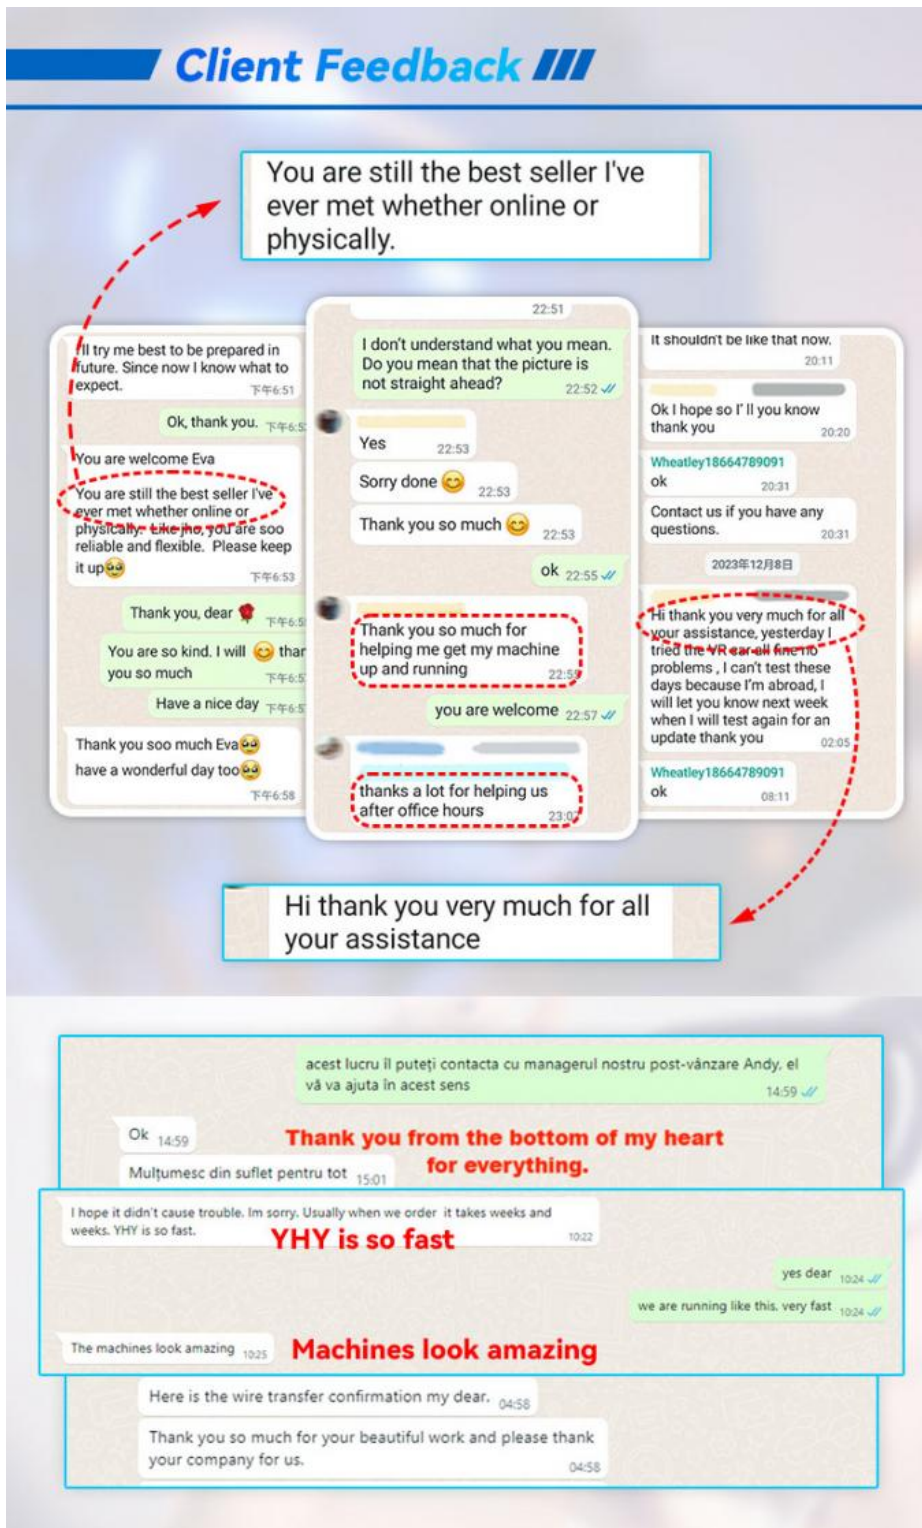 Client Feedback
You are still the best seller I've
ever met whether online or
physically.
I'll try me best to be prepared in
future. Since now I know what to
expect.
下午6:51
Ok, thank you.
You are welcome Eva
You are still the best seller I've
ever met whether online or
physically. Like jho, you are soo
reliable and flexible. Please keep
it up🥹
下午6:53
Thank you, dear 🌹
You are so kind. I will 😊 than
you so much
Have a nice day
Thank you soo much Eva🥹
have a wonderful day too🥹
下午6:58
22:51
I don't understand what you mean.
Do you mean that the picture is
not straight ahead?
22:52
Yes 22:53
Sorry done 😊 22:53
Thank you so much 😊 22:53
ok 22:55
Thank you so much for
helping me get my machine
up and running
22:55
you are welcome 22:57
thanks a lot for helping us
after office hours
It shouldn't be like that now.
20:11
Ok I hope so I' ll you know
thank you
20:20
Wheatley18664789091
ok
20:31
Contact us if you have any
questions.
20:31
2023年12月8日
Hi thank you very much for all
your assistance, yesterday I
tried the VR car all fine no
problems , I can't test these
days because I'm abroad, I
will let you know next week
when I will test again for an
update thank you
02:05
Wheatley18664789091
ok
08:11
Hi thank you very much for all
your assistance
acest lucru îl puteți contacta cu managerul nostru post-vânzare Andy, el
vă va ajuta în acest sens
14:59
Ok 14:59
Thank you from the bottom of my heart
for everything.
Mulțumesc din suflet pentru tot 15:01
I hope it didn't cause trouble. Im sorry. Usually when we order it takes weeks and
weeks. YHY is so fast.
10:22
YHY is so fast
yes dear 10:24
we are running like this. very fast 10:24
The machines look amazing 10:25
Machines look amazing
Here is the wire transfer confirmation my dear. 04:58
Thank you so much for your beautiful work and please thank
your company for us.
04:58